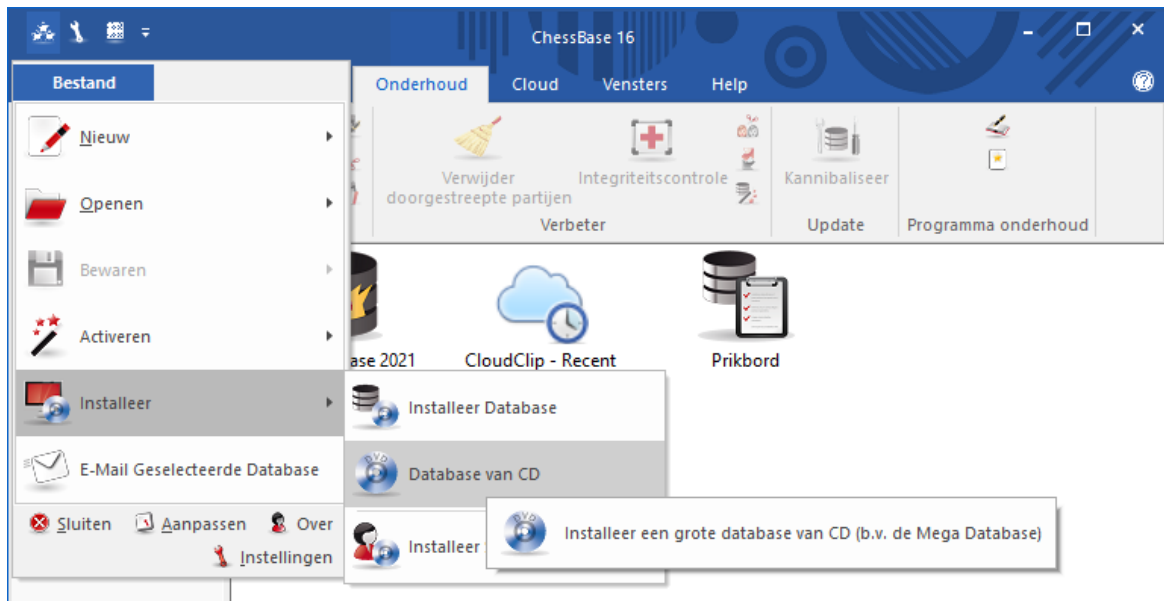 ChessBase 16
Bestand
Onderhoud
Cloud
Vensters
Help
Nieuw
Openen
Bewaren
Activeren
Installeer
E-Mail Geselecteerde Database
Sluiten
Aanpassen
Over
Instellingen
Verwijder
doorgestreepte partijen
Integriteitscontrole
Verbeter
Kannibaliseer
Update
Programma onderhoud
ase 2021
CloudClip - Recent
Prikbord
Installeer Database
DVD
Database van CD
Installeer
DVD
Installeer een grote database van CD (b.v. de Mega Database)